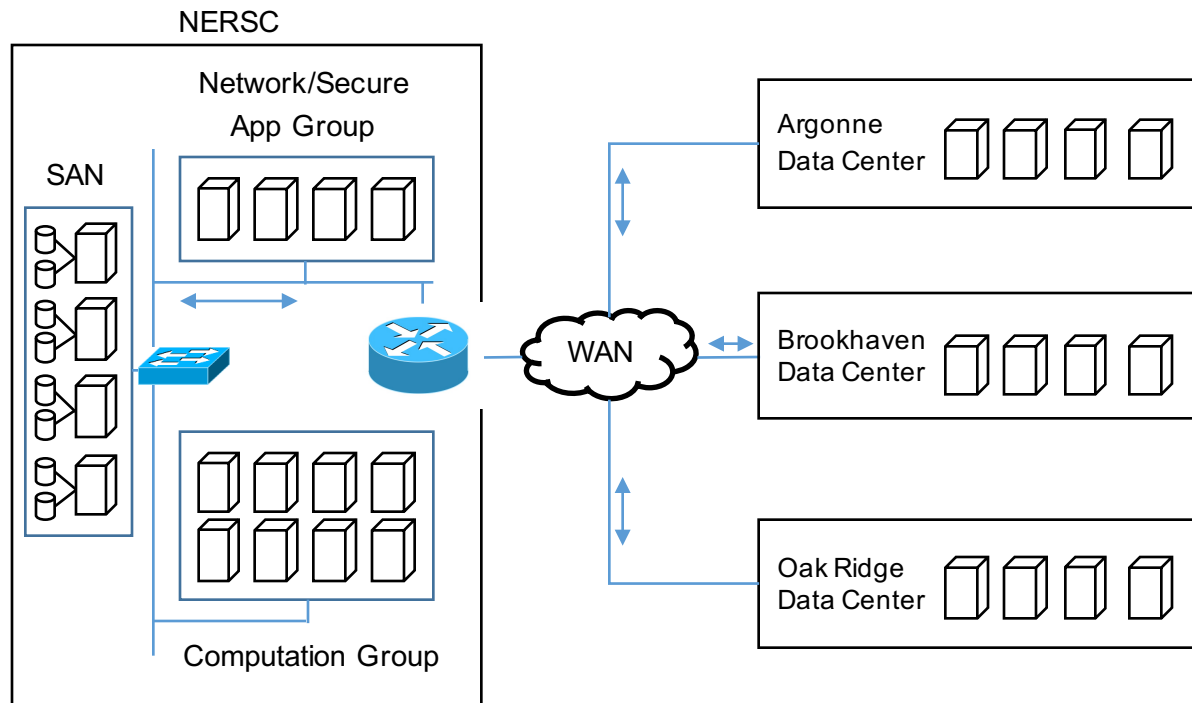 NERSC
Network/Secure
App Group
SAN
Computation Group
WAN
Argonne
Data Center
Brookhaven
Data Center
Oak Ridge
Data Center